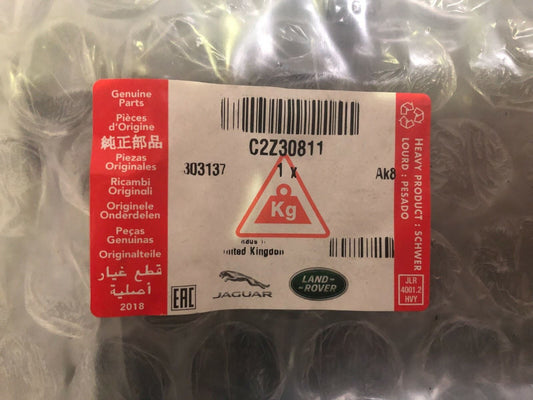 Genuine
Parts
Pièces
d'Origine
純正部品
Piezas
Originales
Ricambi
Originali
Originele
Onderdelen
Peças
Genuinas
Originalteile
قطع غيار
أصلية
2018
C2Z30811
303137
1 x
Ak8
Kg
United Kingdom
EAC
JAGUAR
LAND-
-ROVER
HEAVY PRODUCT : SCHWER
LOURD : PESADO
JLR
4001.2
HVY